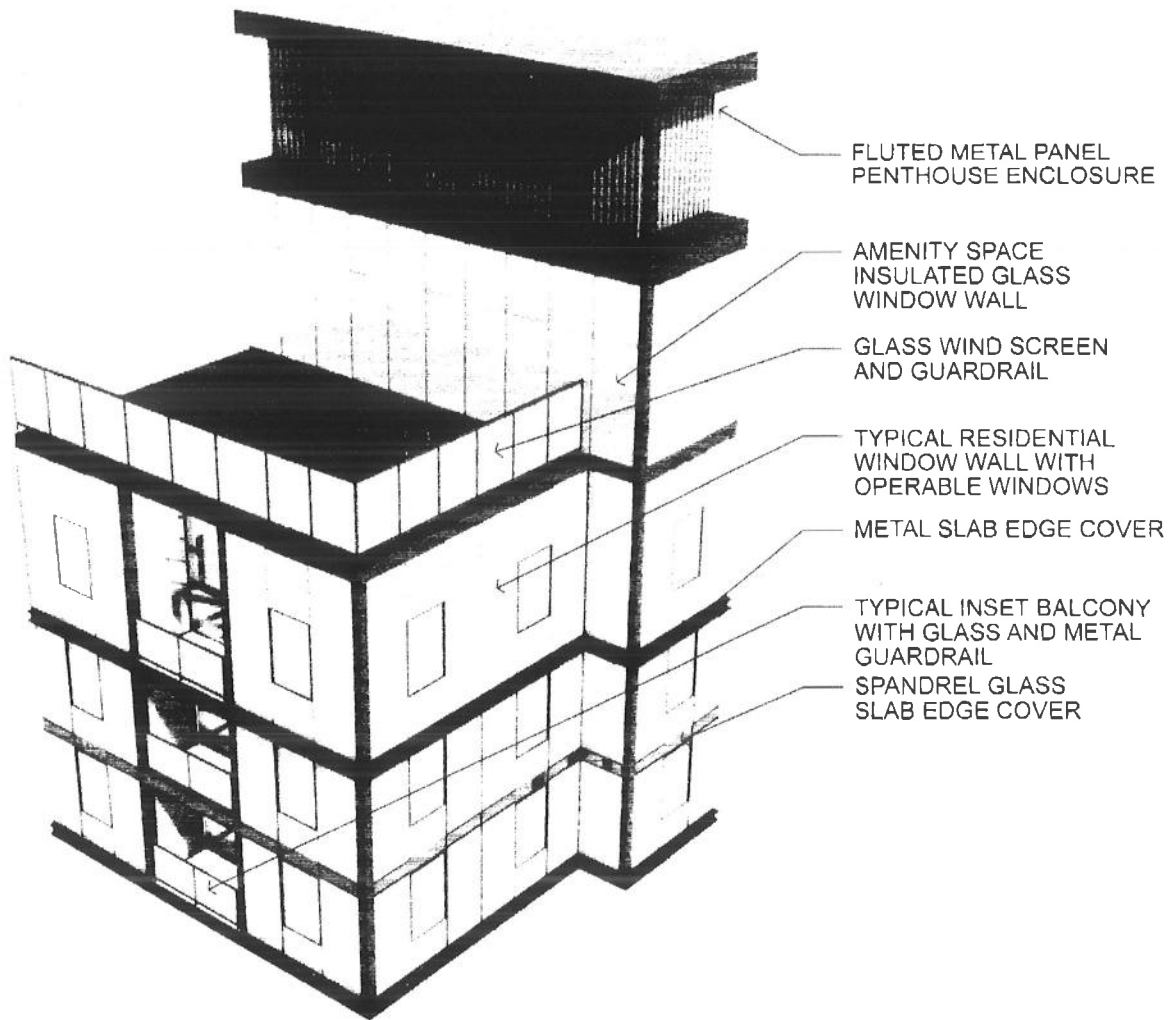 FLUTED METAL PANEL
PENTHOUSE ENCLOSURE
AMENITY SPACE
INSULATED GLASS
WINDOW WALL
GLASS WIND SCREEN
AND GUARDRAIL
TYPICAL RESIDENTIAL
WINDOW WALL WITH
OPERABLE WINDOWS
METAL SLAB EDGE COVER
TYPICAL INSET BALCONY
WITH GLASS AND METAL
GUARDRAIL
SPANDREL GLASS
SLAB EDGE COVER